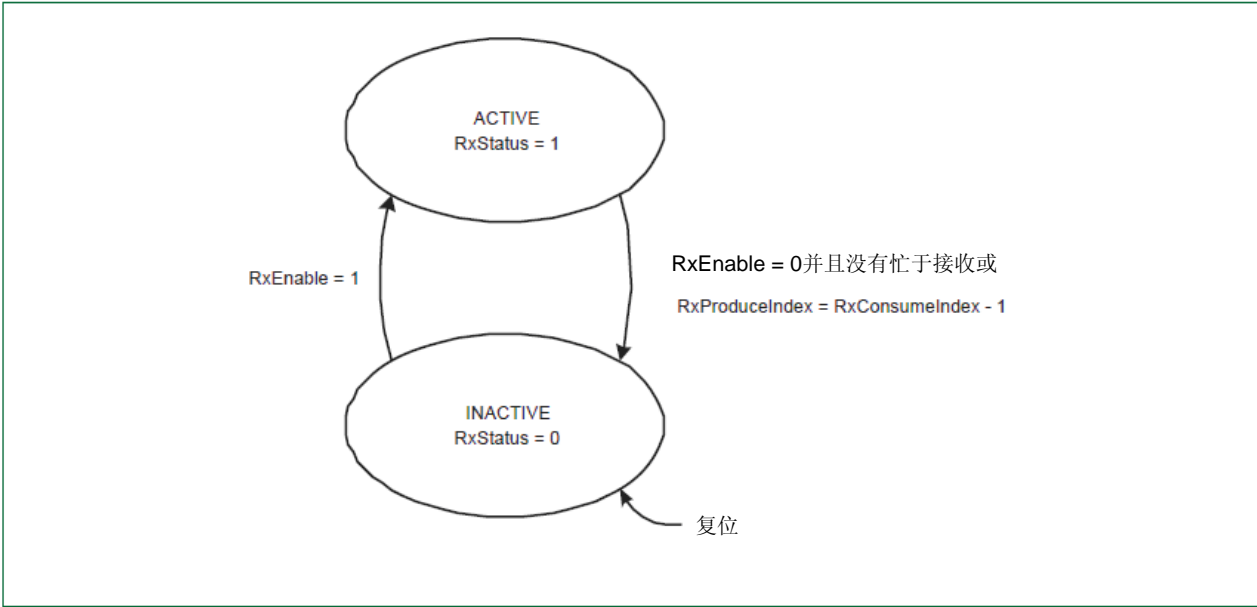 ACTIVE
RxStatus = 1
RxEnable = 1
RxEnable = 0并且没有忙于接收或
RxProduceIndex = RxConsumeIndex - 1
INACTIVE
RxStatus = 0
复位